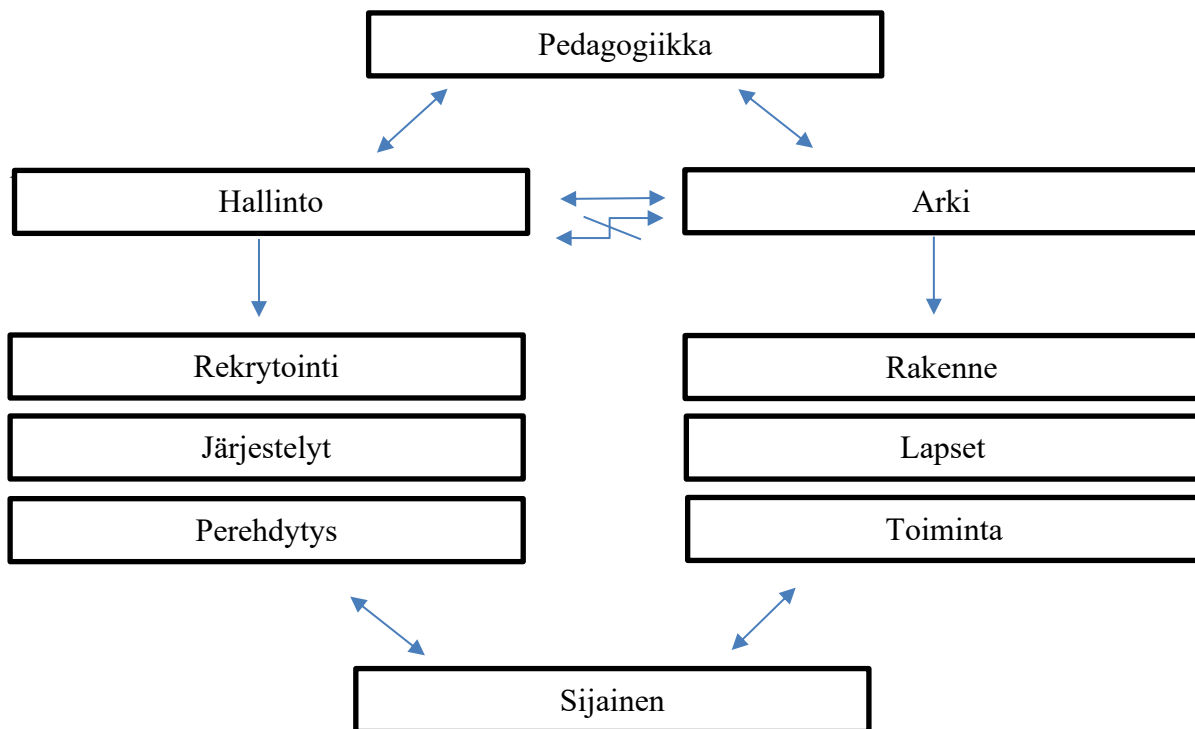 Pedagogiikka
Hallinto
Arki
Rekrytointi
Rakenne
Järjestelyt
Lapset
Perehdytys
Toiminta
Sijainen